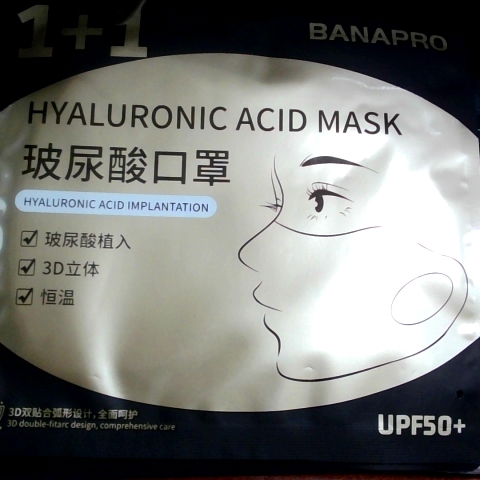 1+1
BANAPRO
HYALURONIC ACID MASK
玻尿酸口罩
HYALURONIC ACID IMPLANTATION
玻尿酸植入
3D立体
恒温
3D双贴合弧形设计，全面呵护
3D double-fitarc design, comprehensive care
UPF50+